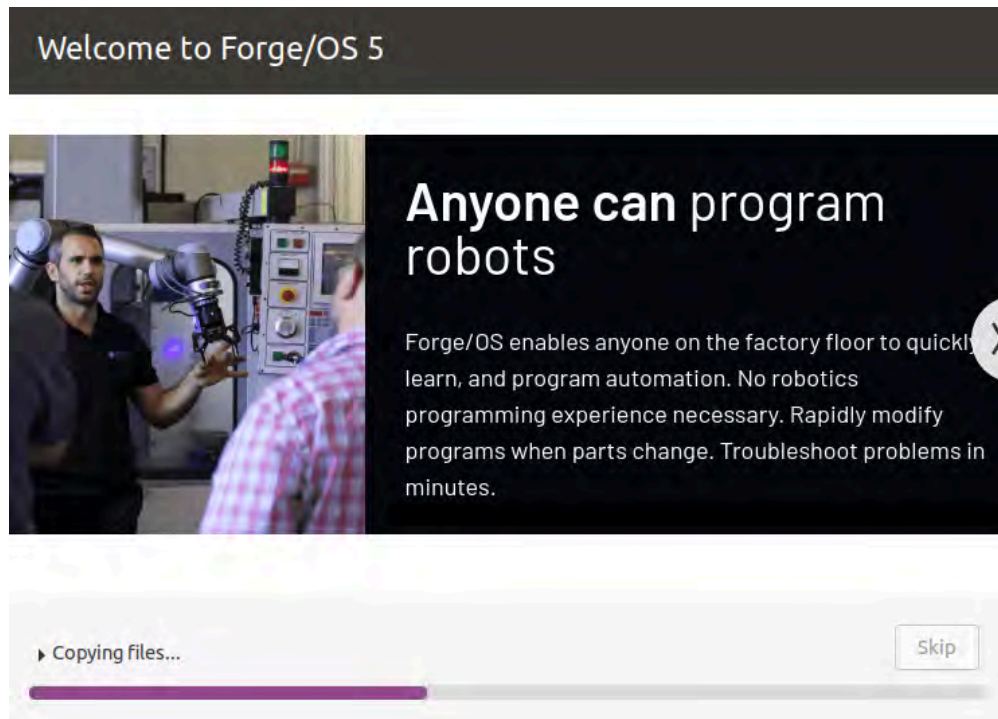 Welcome to Forge/OS 5
Anyone can program
robots
Forge/OS enables anyone on the factory floor to quickly
learn, and program automation. No robotics
programming experience necessary. Rapidly modify
programs when parts change. Troubleshoot problems in
minutes.
Copying files...
Skip